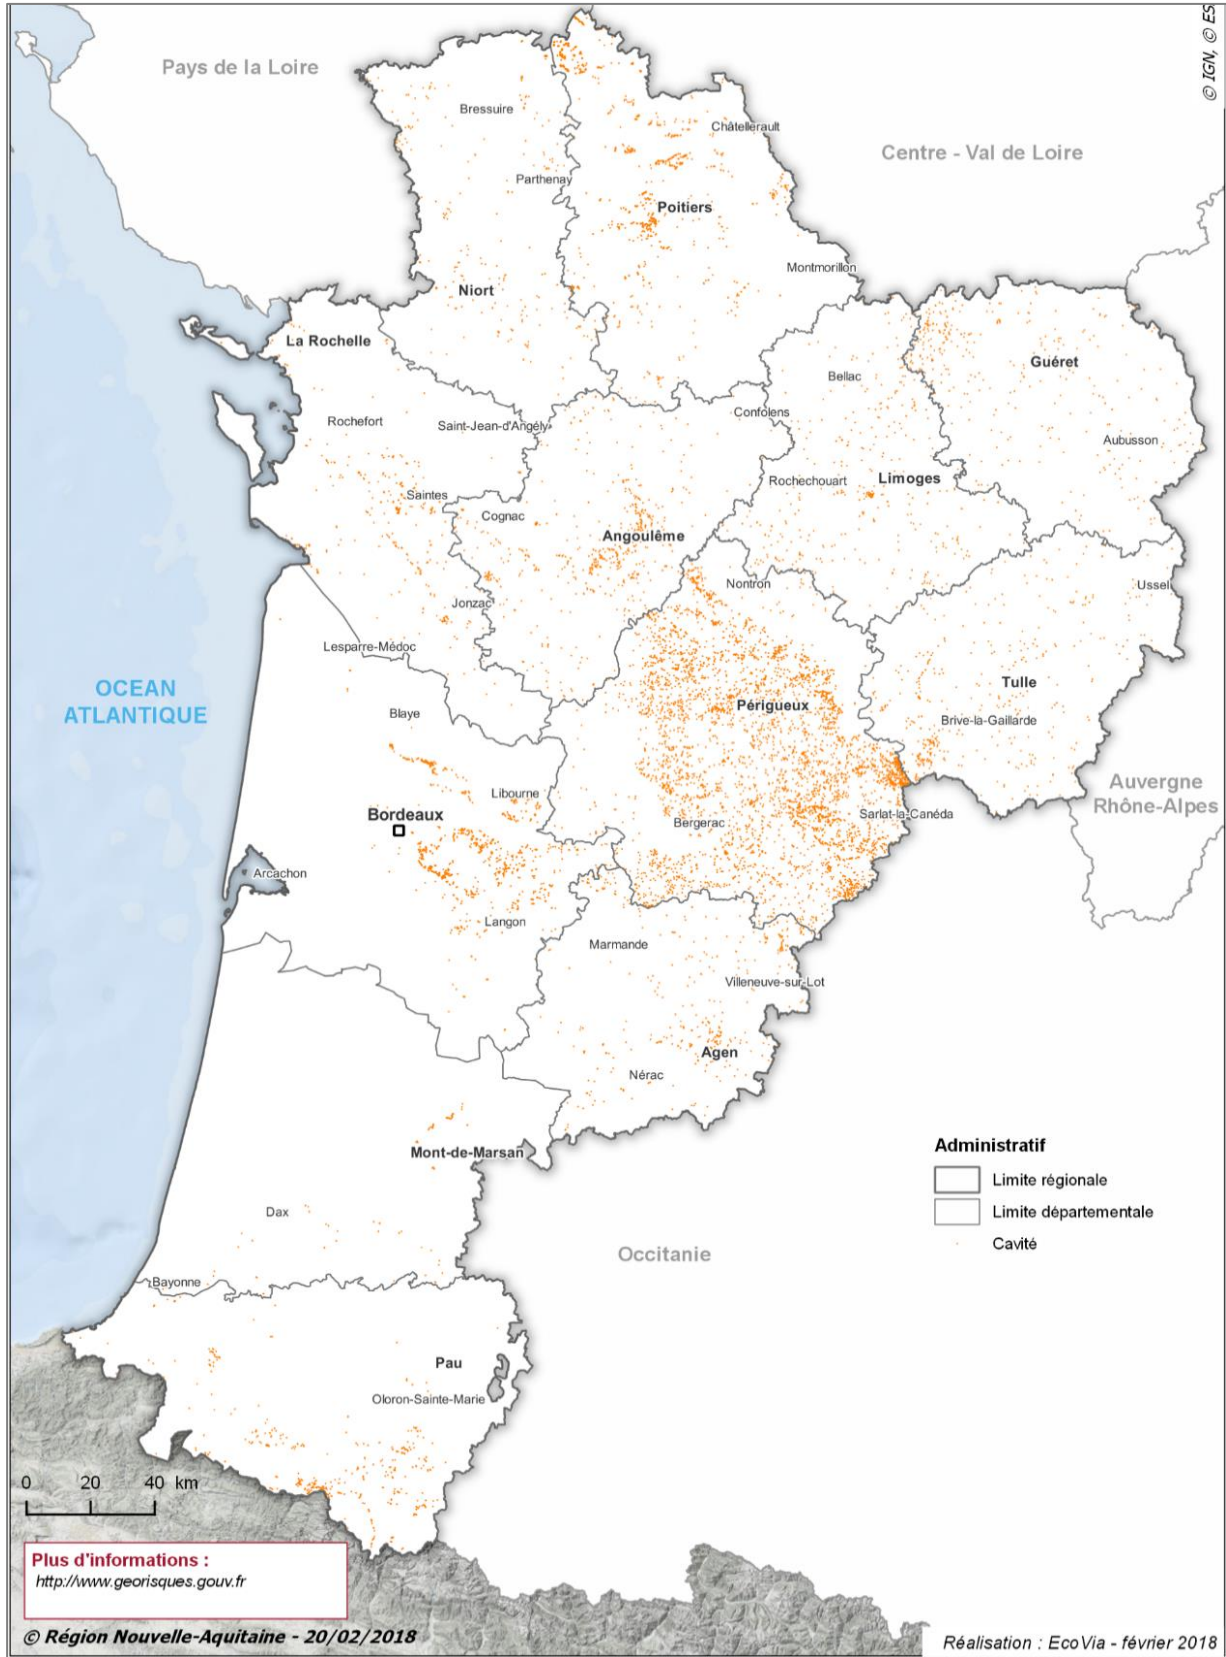 © IGN, © ES
Pays de la Loire
Bressuire
Châtellerault
Centre - Val de Loire
Parthenay
Poitiers
Montmorillon
Niort
La Rochelle
Guéret
Bellac
Confolens
Rochefort
Saint-Jean-d'Angély
Aubusson
Rochechouart
Limoges
Saintes
Cognac
Angoulême
Nontron
Ussel
Jonzac
Lesparre-Médoc
OCEAN
ATLANTIQUE
Tulle
Périgueux
Blaye
Brive-la-Gaillarde
Auvergne
Rhône-Alpes
Libourne
Bordeaux
Bergerac
Sarlat-la-Canéda
Arcachon
Langon
Marmande
Villeneuve-sur-Lot
Agen
Nérac
Mont-de-Marsan
Administratif
Limite régionale
Limite départementale
Cavité
Dax
Occitanie
Bayonne
Pau
Oloron-Sainte-Marie
0 20 40 km
Plus d'informations :
http://www.georisques.gouv.fr
© Région Nouvelle-Aquitaine - 20/02/2018
Réalisation : EcoVia - février 2018